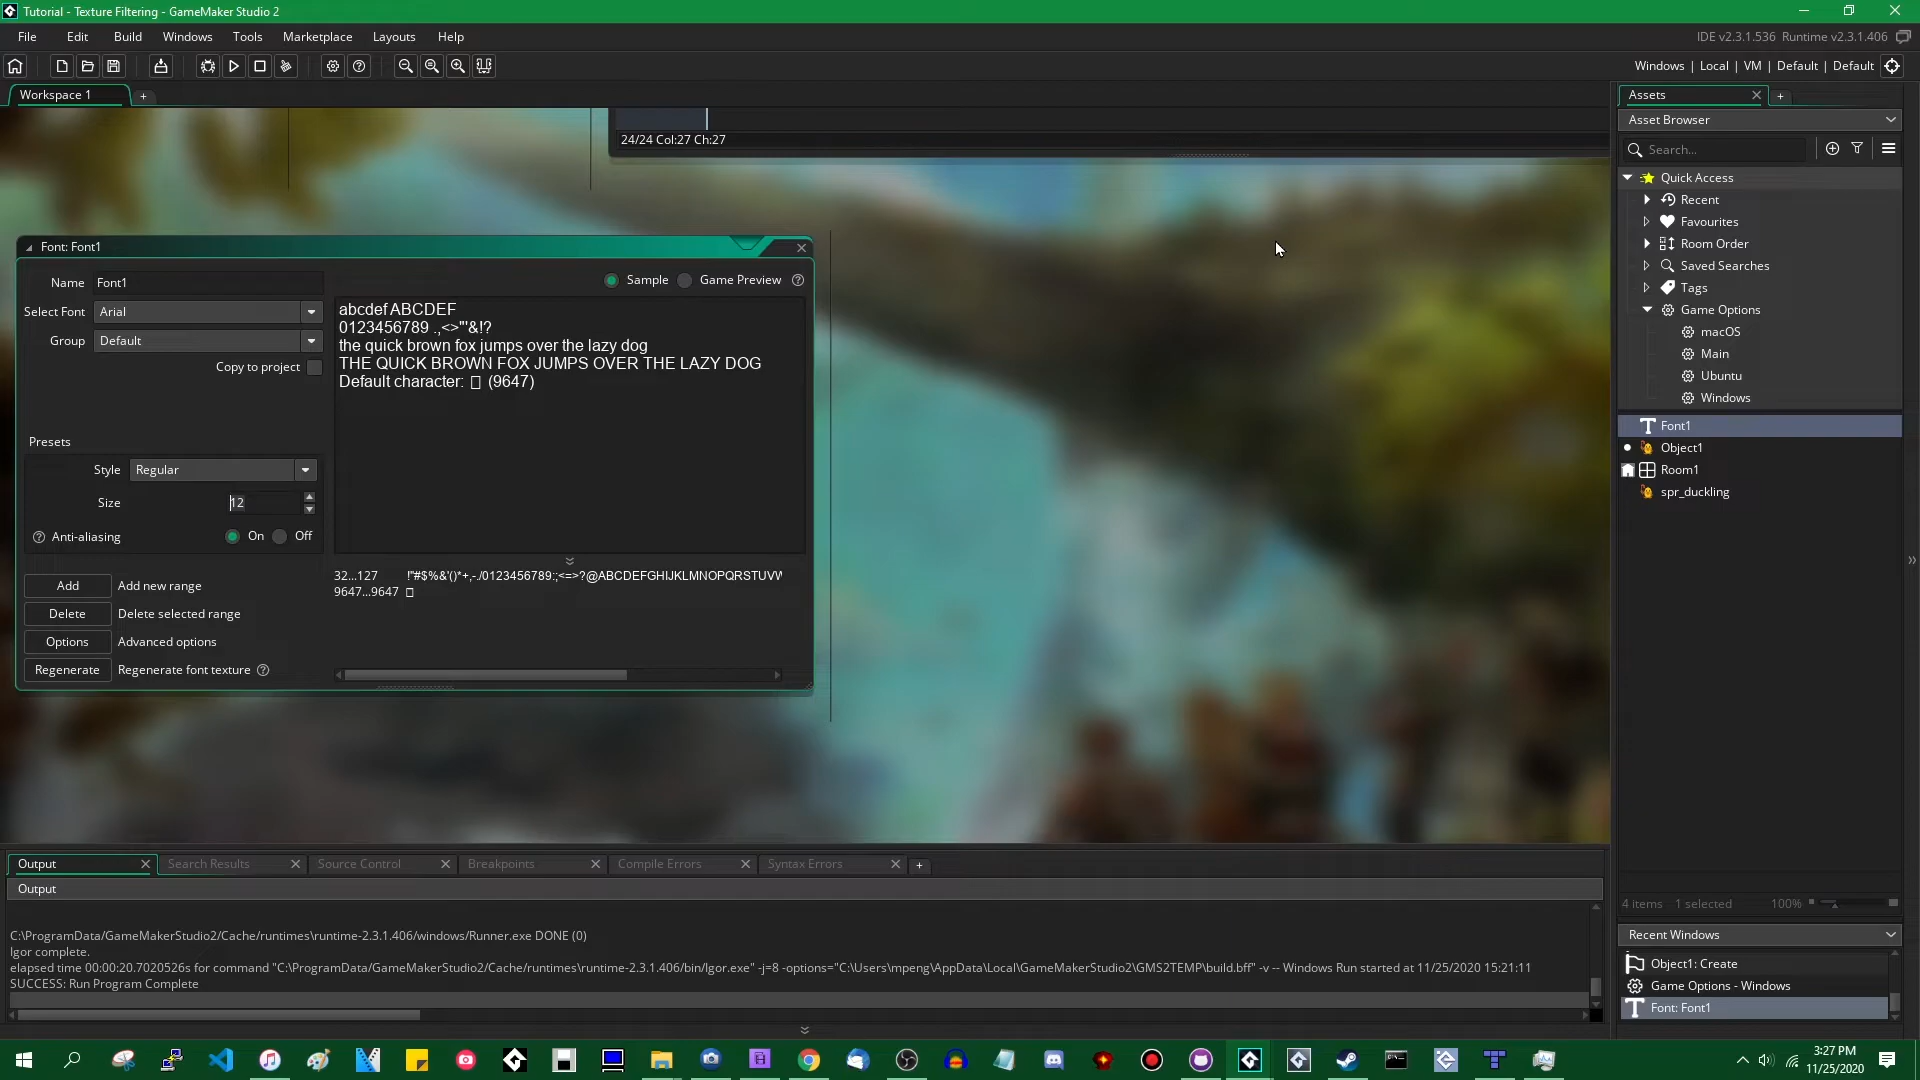 Tutorial - Texture Filtering - GameMaker Studio 2
File Edit Build Windows Tools Marketplace Layouts Help
IDE v2.3.1.536 Runtime v2.3.1.406
Windows | Local | VM | Default | Default
Workspace 1
24/24 Col:27 Ch:27
Font: Font1
Name Font1
Select Font Arial
Group Default
Copy to project
Presets
Style Regular
Size 12
Anti-aliasing On Off
Add Add new range
Delete Delete selected range
Options Advanced options
Regenerate Regenerate font texture
Sample Game Preview
abcdef ABCDEF
0123456789 .,<>"'&!?
the quick brown fox jumps over the lazy dog
THE QUICK BROWN FOX JUMPS OVER THE LAZY DOG
Default character: ▯ (9647)
32...127 !"#$%&'()*+,-./0123456789:;<=>?@ABCDEFGHIJKLMNOPQRSTUVW
9647...9647 ▯
Assets
Asset Browser
Search...
Quick Access
Recent
Favourites
Room Order
Saved Searches
Tags
Game Options
macOS
Main
Ubuntu
Windows
Font1
Object1
Room1
spr_duckling
4 items 1 selected 100%
Recent Windows
Object1: Create
Game Options - Windows
Font: Font1
Output Search Results Source Control Breakpoints Compile Errors Syntax Errors
Output
C:\ProgramData/GameMakerStudio2/Cache/runtimes\runtime-2.3.1.406/windows/Runner.exe DONE (0)
Igor complete.
elapsed time 00:00:20.7020526s for command "C:\ProgramData/GameMakerStudio2/Cache/runtimes\runtime-2.3.1.406/bin/Igor.exe" -j=8 -options="C:\Users\mpeng\AppData\Local\GameMakerStudio2\GMS2TEMP\build.bff" -v -- Windows Run started at 11/25/2020 15:21:11
SUCCESS: Run Program Complete
3:27 PM
11/25/2020